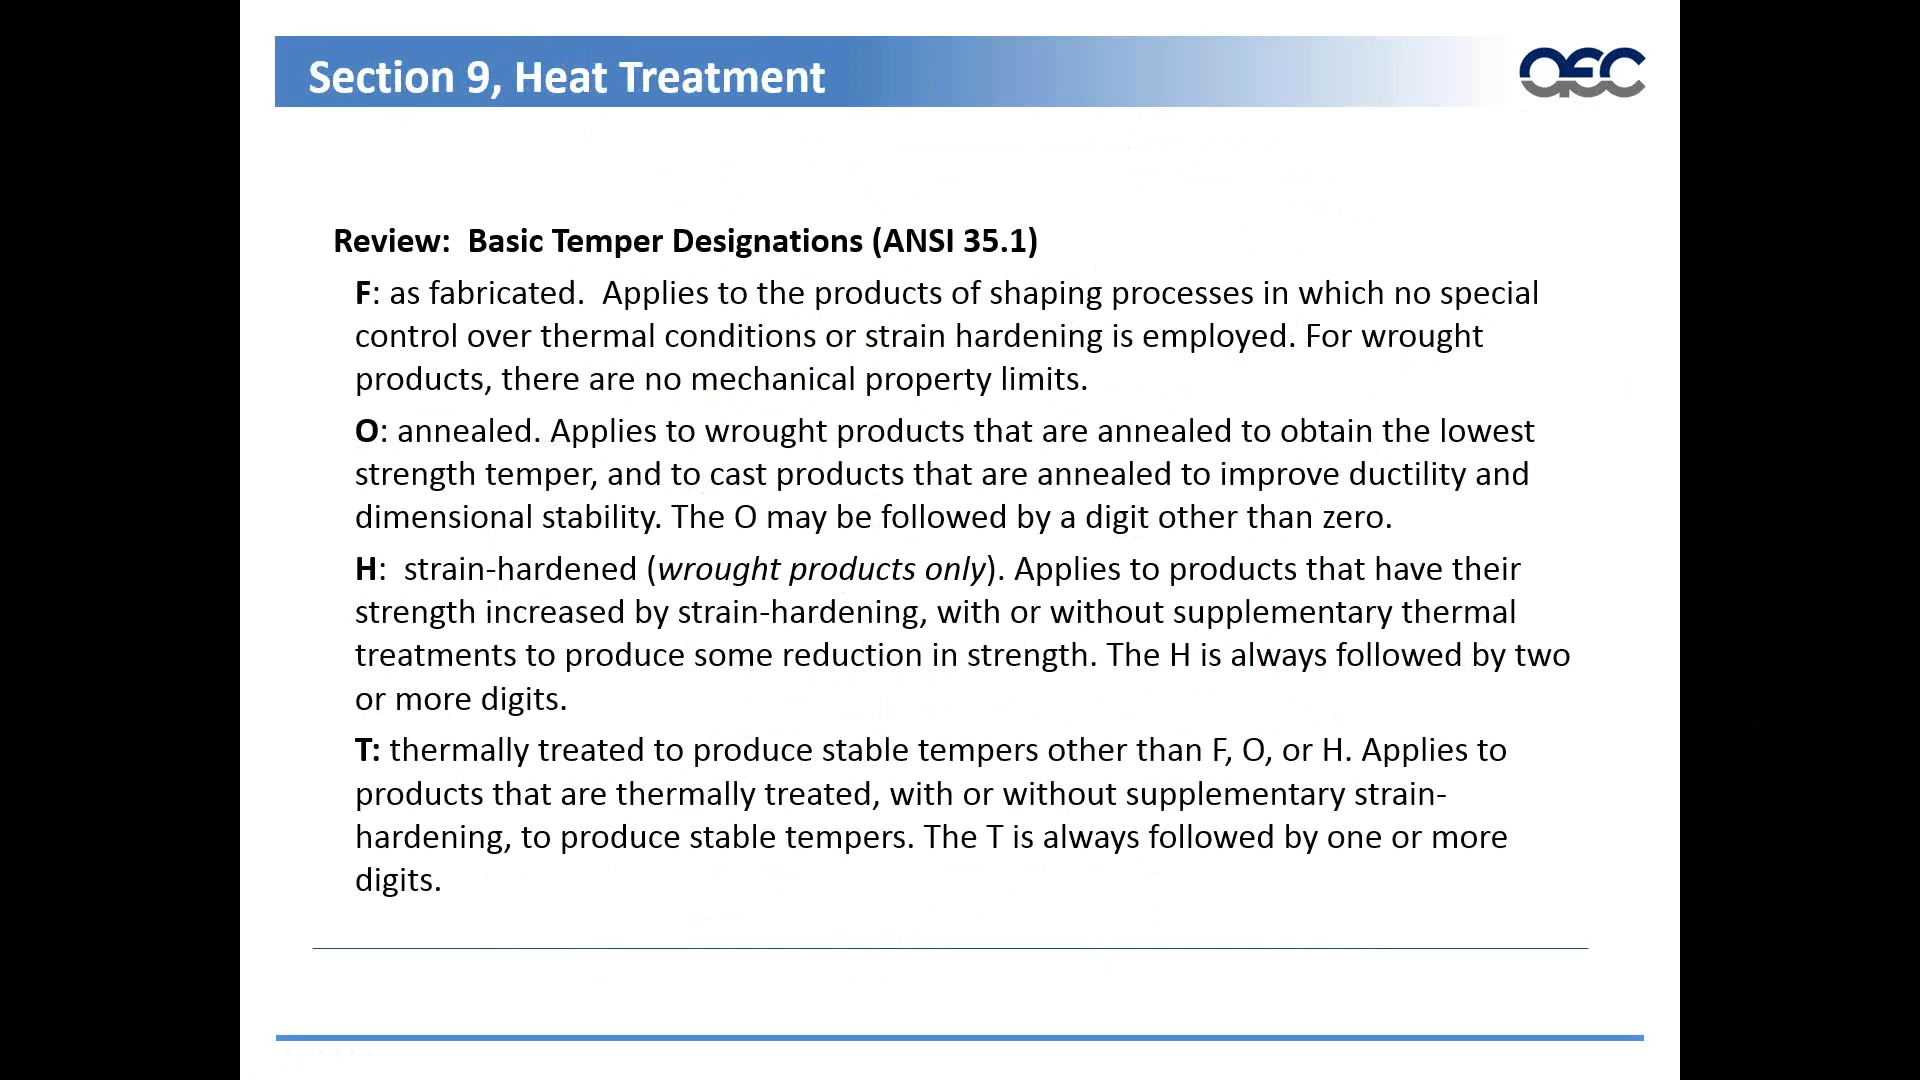 Section 9, Heat Treatment
AEC
Review:  Basic Temper Designations (ANSI 35.1)
F: as fabricated.  Applies to the products of shaping processes in which no special
control over thermal conditions or strain hardening is employed. For wrought
products, there are no mechanical property limits.
O: annealed. Applies to wrought products that are annealed to obtain the lowest
strength temper, and to cast products that are annealed to improve ductility and
dimensional stability. The O may be followed by a digit other than zero.
H:  strain-hardened (wrought products only). Applies to products that have their
strength increased by strain-hardening, with or without supplementary thermal
treatments to produce some reduction in strength. The H is always followed by two
or more digits.
T: thermally treated to produce stable tempers other than F, O, or H. Applies to
products that are thermally treated, with or without supplementary strain-
hardening, to produce stable tempers. The T is always followed by one or more
digits.